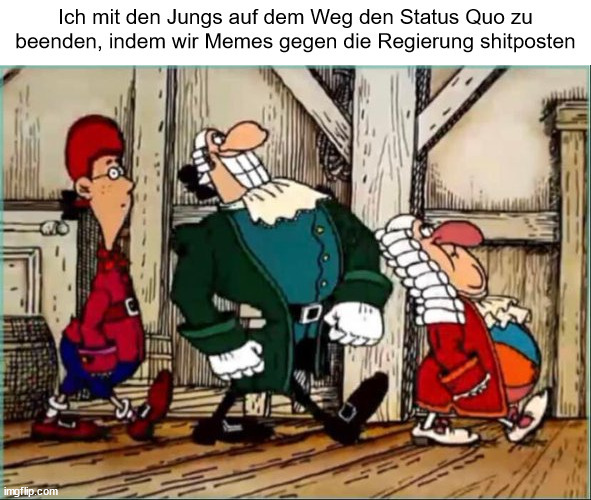 Ich mit den Jungs auf dem Weg den Status Quo zu
beenden, indem wir Memes gegen die Regierung shitposten
imgflip.com